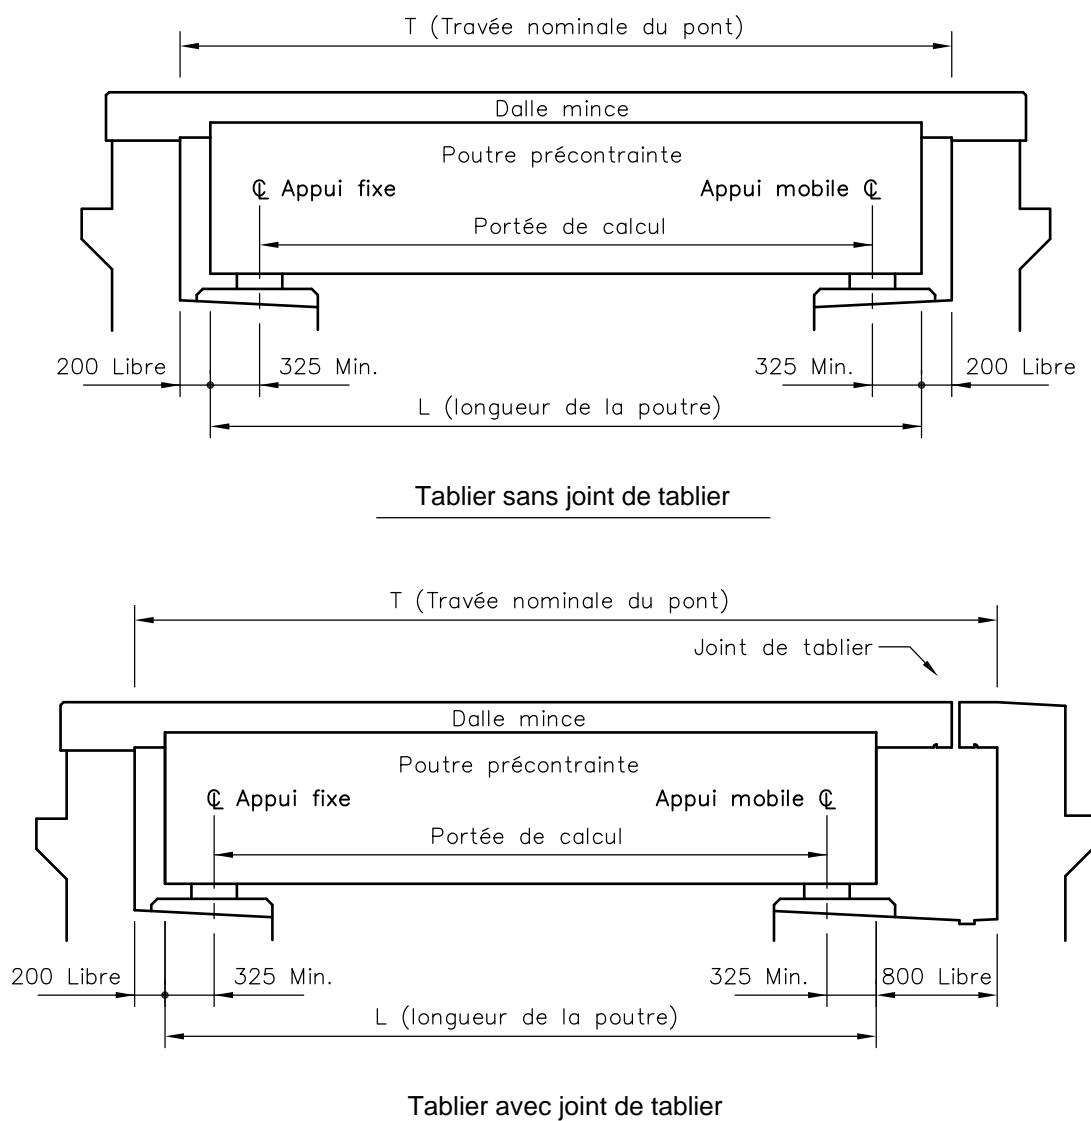 T (Travée nominale du pont)
Dalle mince
Poutre précontrainte
℄ Appui fixe
Appui mobile ℄
Portée de calcul
200 Libre
325 Min.
325 Min.
200 Libre
L (longueur de la poutre)
Tablier sans joint de tablier
T (Travée nominale du pont)
Joint de tablier
Dalle mince
Poutre précontrainte
℄ Appui fixe
Appui mobile ℄
Portée de calcul
200 Libre
325 Min.
325 Min.
800 Libre
L (longueur de la poutre)
Tablier avec joint de tablier